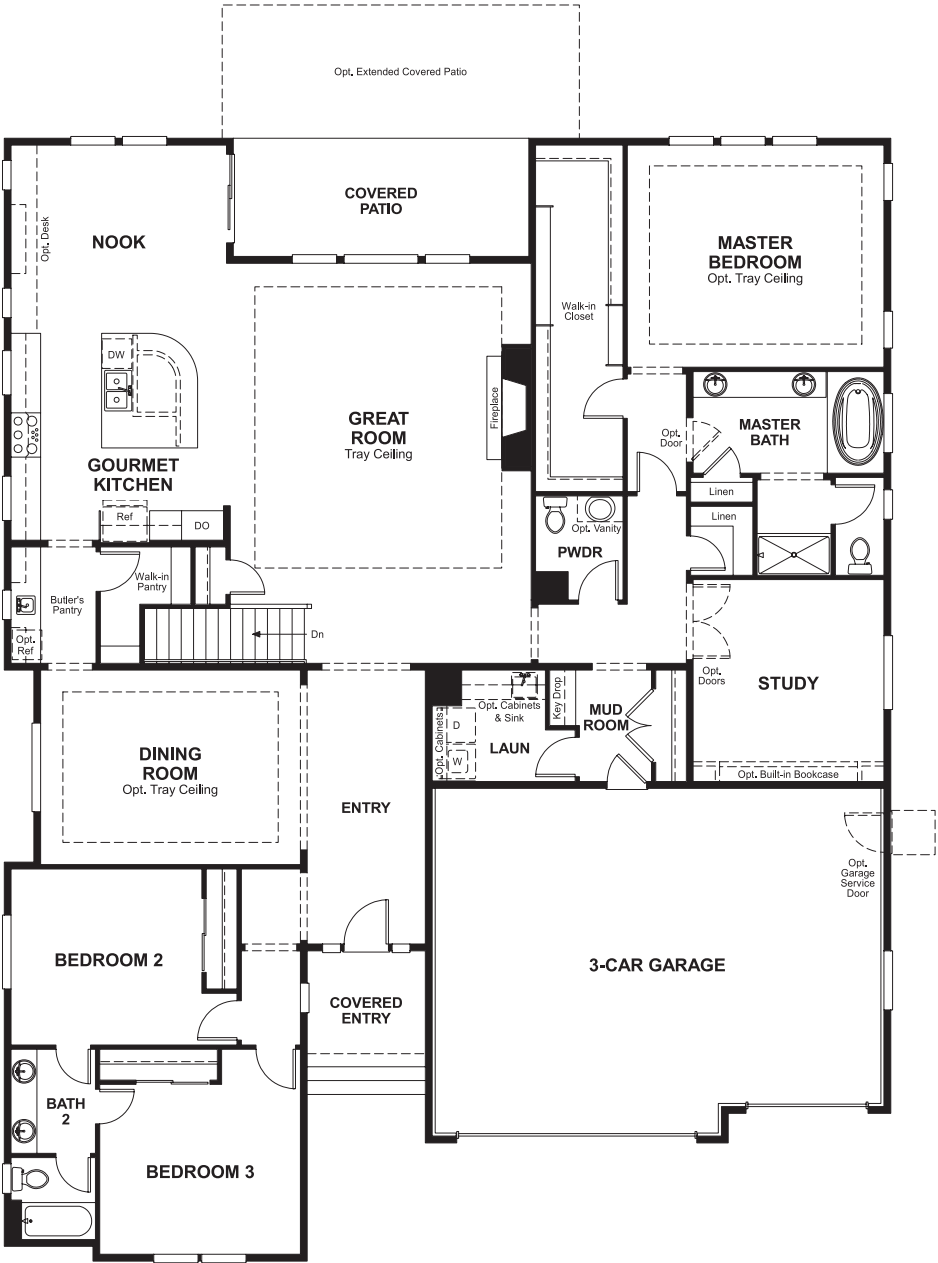 Opt. Extended Covered Patio
COVERED
PATIO
NOOK
Opt. Desk
MASTER
BEDROOM
Opt. Tray Ceiling
Walk-in
Closet
DW
Fireplace
GREAT
ROOM
Tray Ceiling
Opt.
Door
MASTER
BATH
GOURMET
KITCHEN
Linen
Ref
DO
Linen
Opt. Vanity
PWDR
Walk-in
Pantry
Butler's
Pantry
Opt.
Ref
Dn
Opt.
Doors
STUDY
Opt. Cabinets
& Sink
Key Drop
MUD
ROOM
Opt. Cabinets
D
W
LAUN
DINING
ROOM
Opt. Tray Ceiling
Opt. Built-in Bookcase
ENTRY
Opt.
Garage
Service
Door
BEDROOM 2
3-CAR GARAGE
COVERED
ENTRY
BATH
2
BEDROOM 3